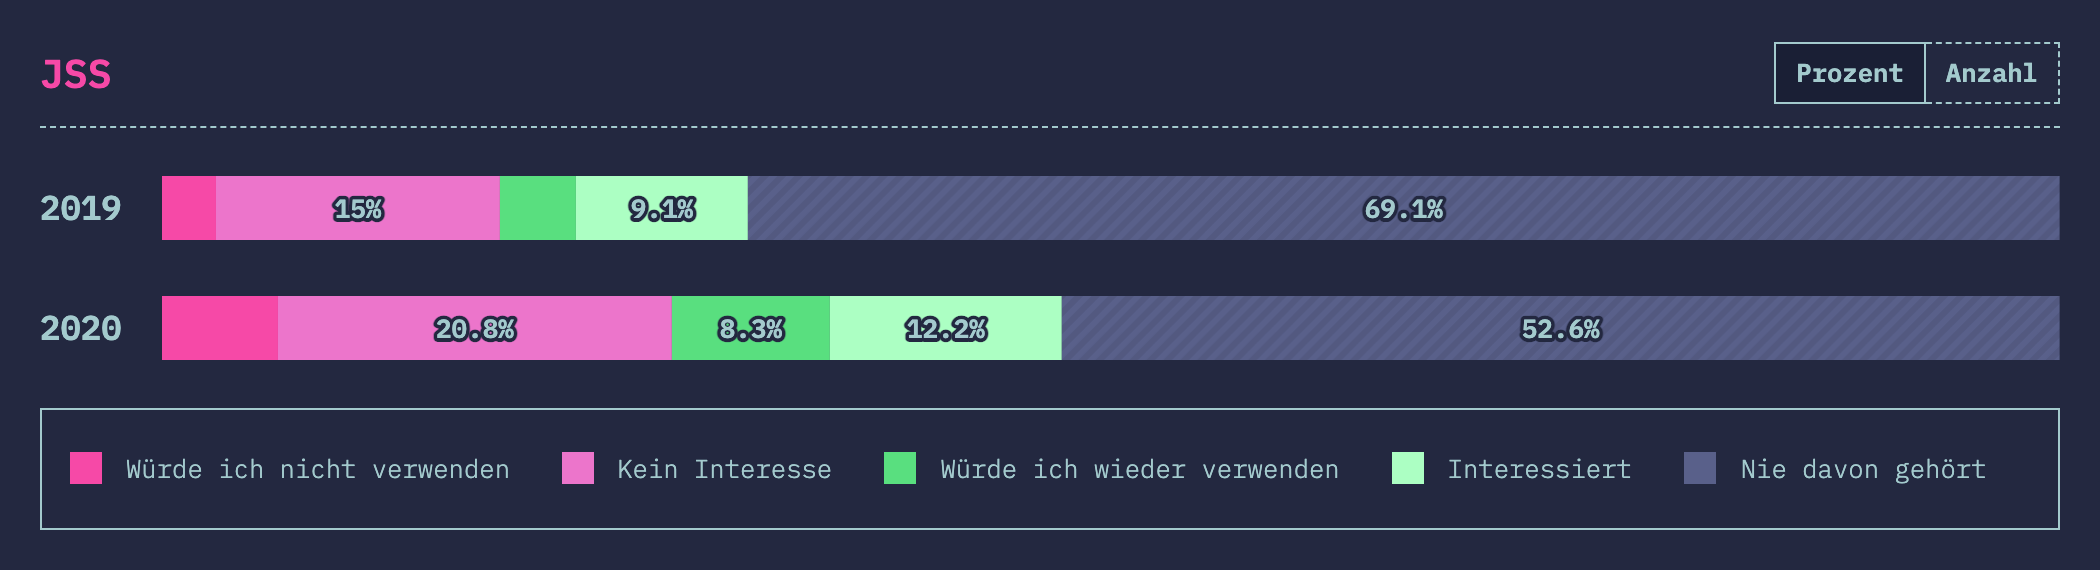 JSS
Prozent Anzahl
2019 15% 9.1% 69.1%
2020 20.8% 8.3% 12.2% 52.6%
Würde ich nicht verwenden Kein Interesse Würde ich wieder verwenden Interessiert Nie davon gehört